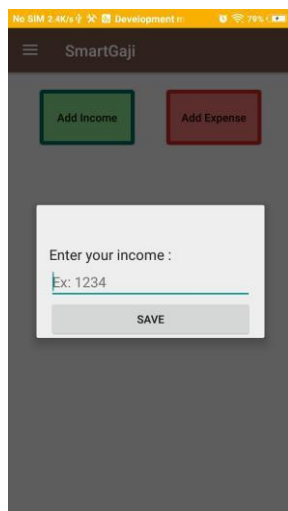 No SIM 2.4K/s Development m 79%
SmartGaji
Add Income Add Expense
Enter your income :
Ex: 1234
SAVE